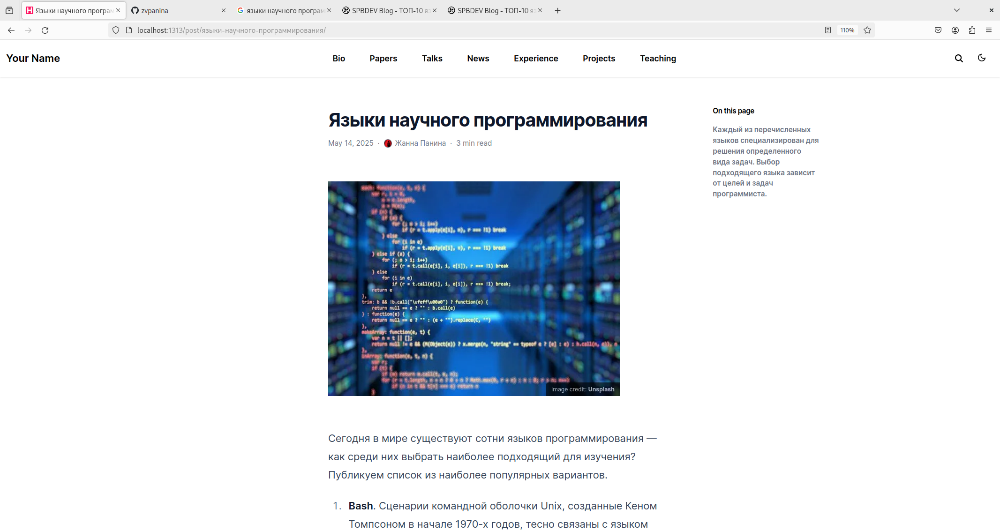 Языки научного програм
zvpanina
языки научного програм
SPBDEV Blog - ТОП-10 яз
SPBDEV Blog - ТОП-10 яз
localhost:1313/post/языки-научного-программирования/
110%
Your Name
Bio
Papers
Talks
News
Experience
Projects
Teaching
Языки научного программирования
May 14, 2025 · Жанна Панина · 3 min read
On this page
Каждый из перечисленных
языков специализирован для
решения определенного
вида задач. Выбор
подходящего языка зависит
от целей и задач
программиста.
each: function(e, t, n) {
var r, i = 0,
o = e.length,
a = M(e);
if (n) {
if (a) {
for (; o > i; i++)
if (r = t.apply(e[i], n), r === !1) break
} else
for (i in e)
if (r = t.apply(e[i], n), r === !1) break
} else if (a) {
for (; o > i; i++)
if (r = t.call(e[i], i, e[i]), r === !1) break
} else
for (i in e)
if (r = t.call(e[i], i, e[i]), r === !1) break;
return e
},
trim: b && !b.call("\ufeff\u00a0") ? function(e) {
return null == e ? "" : b.call(e)
} : function(e) {
return null == e ? "" : (e + "").replace(C, "")
},
makeArray: function(e, t) {
var n = t || [];
return null != e && (M(Object(e)) ? x.merge(n, "string" == typeof e ? [e] : e) : h.call(n, e)), n
},
inArray: function(e, t, n) {
var r;
if (t) {
if (m) return m.call(t, e, n);
for (r = t.length, n = n ? 0 > n ? Math.max(0, r + n) : n : 0; r > n; n++)
if (n in t && t[n] === e) return n
}
Image credit: Unsplash
Сегодня в мире существуют сотни языков программирования —
как среди них выбрать наиболее подходящий для изучения?
Публикуем список из наиболее популярных вариантов.
1. Bash. Сценарии командной оболочки Unix, созданные Кеном
Томпсоном в начале 1970-х годов, тесно связаны с языком